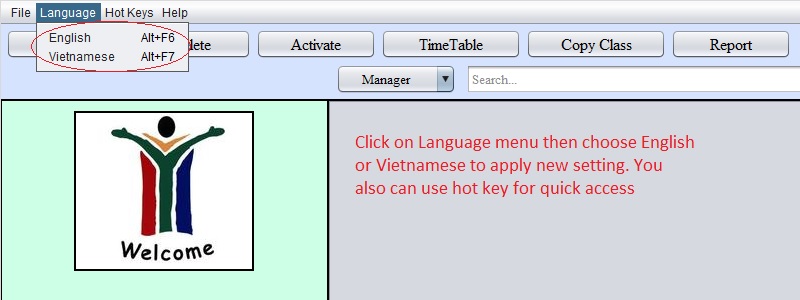 File Language Hot Keys Help
English Alt+F6
Vietnamese Alt+F7
Activate TimeTable Copy Class Report
Manager Search...
Click on Language menu then choose English
or Vietnamese to apply new setting. You
also can use hot key for quick access
Welcome